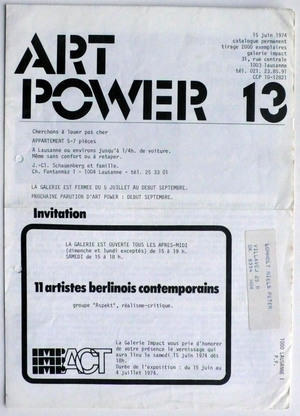 ART
POWER 13
15 juin 1974
catalogue permanent
tirage 2000 exemplaires
galerie impact
31, rue centrale
1003 lausanne
tél. 021. 23.85.91
CCP 10-12821
Cherchons à louer pas cher
APPARTEMENT 5-7 pièces
A Lausanne ou environs jusqu'à 1/4h. de voiture.
Même sans confort ou à retaper.
J.-Cl. Schauenberg et famille.
Ch. Fantaisie 1 - 1004 Lausanne - tél. 25 33 01
LA GALERIE EST FERMEE DU 5 JUILLET AU DEBUT SEPTEMBRE.
PROCHAINE PARUTION D'ART POWER : DEBUT SEPTEMBRE.
Invitation
LA GALERIE EST OUVERTE TOUS LES APRES-MIDI
(dimanche et lundi exceptés) de 15 à 19 h.
SAMEDI de 15 à 18 h.
11 artistes berlinois contemporains
groupe "Aspekt", réalisme-critique.
ACT
La Galerie Impact vous prie d'honorer
de votre présence le vernissage qui
aura lieu le samedi 15 juin 1974 dès
18h.
Durée de l'exposition : du 15 juin au
4 juillet 1974.
NIELS PETER
1000 LAUSANNE 1
P.P.